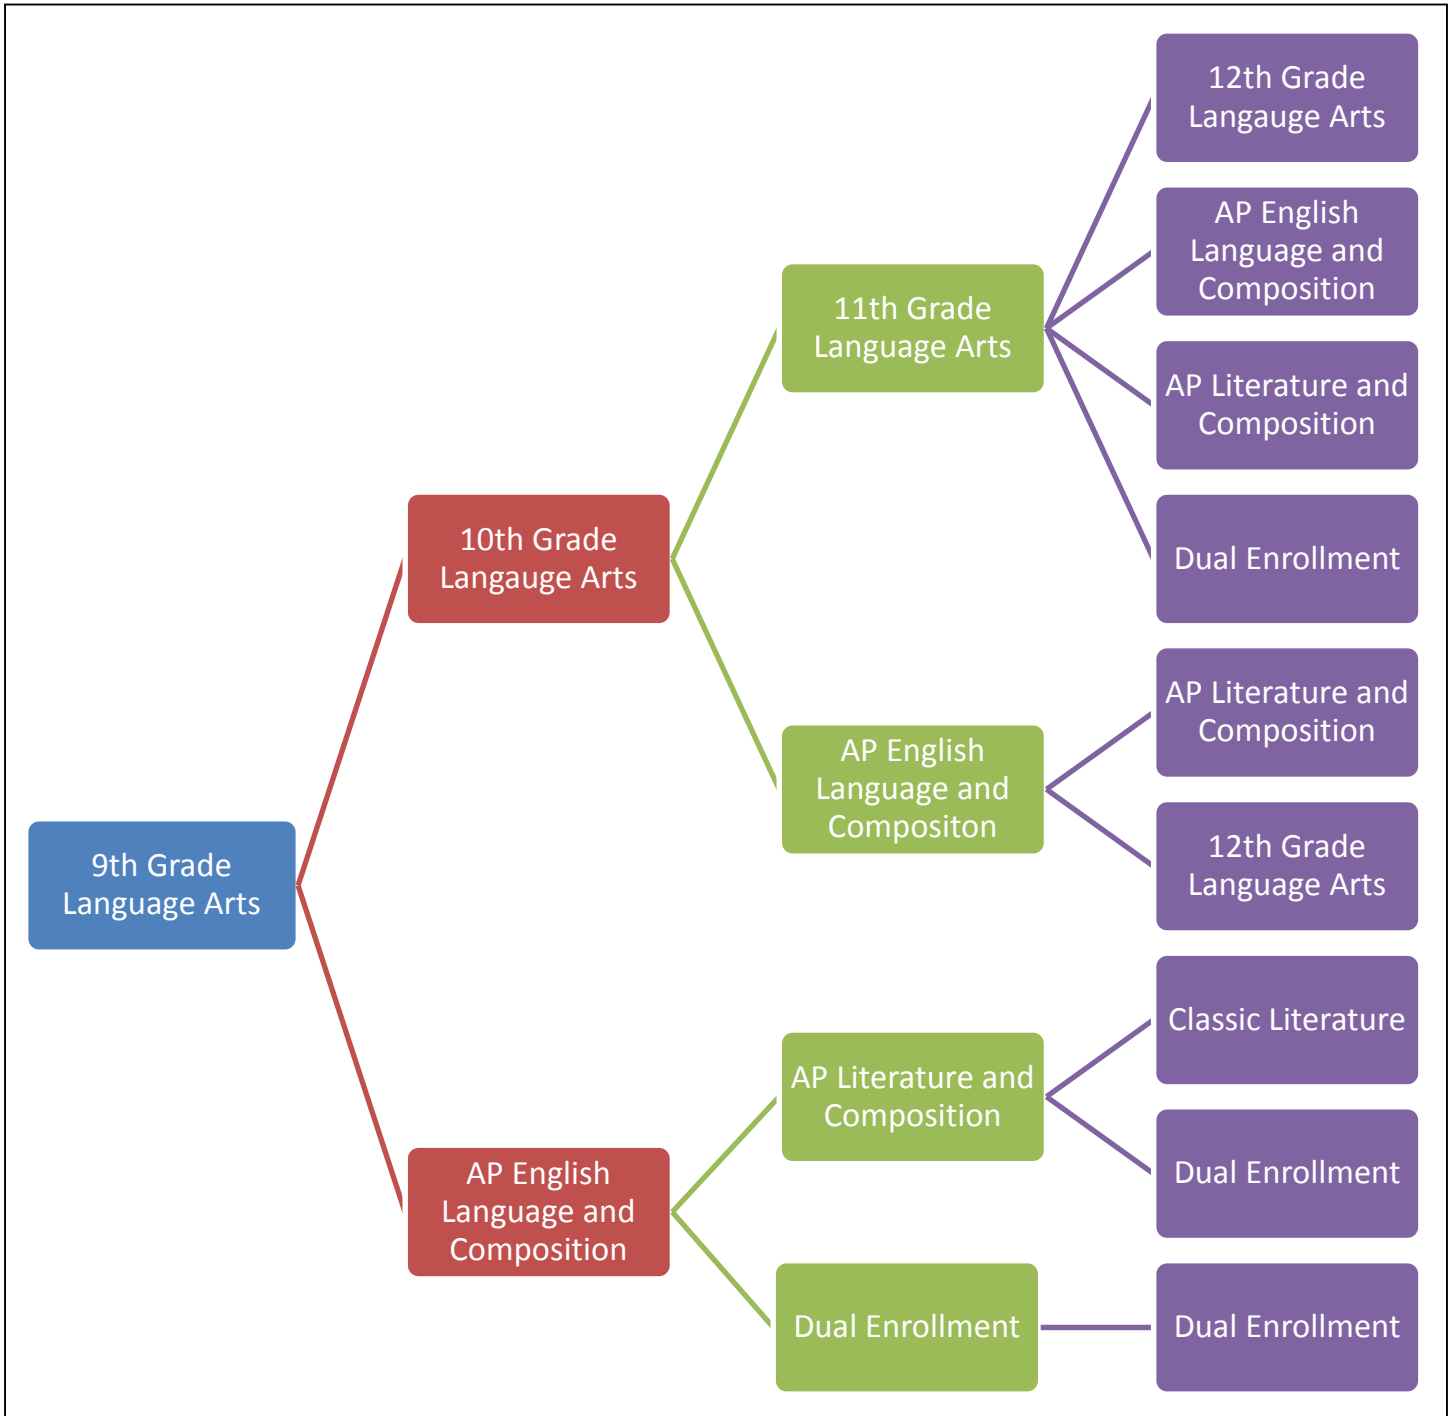 9th Grade
Language Arts
10th Grade
Langauge Arts
AP English
Language and
Composition
11th Grade
Language Arts
AP English
Language and
Compositon
AP Literature and
Composition
Dual Enrollment
12th Grade
Langauge Arts
AP English
Language and
Composition
AP Literature and
Composition
Dual Enrollment
AP Literature and
Composition
12th Grade
Language Arts
Classic Literature
Dual Enrollment
Dual Enrollment